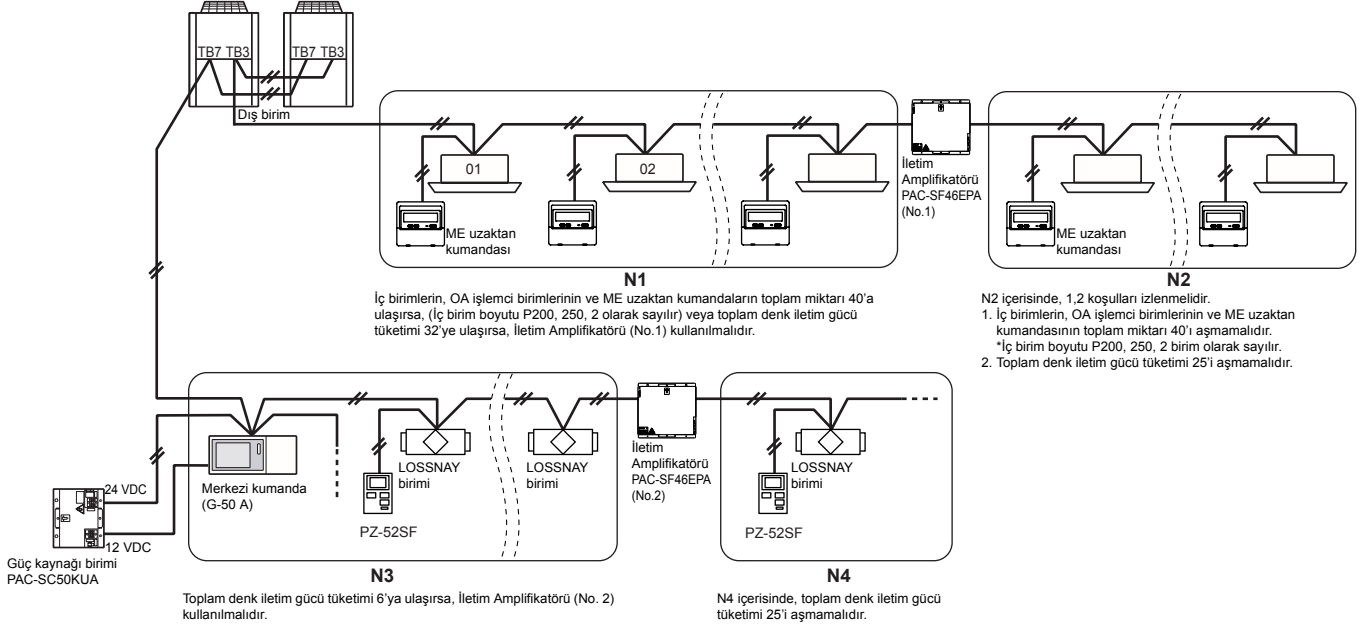 TB7 TB3
TB7 TB3
Dış birim
01
02
ME uzaktan
kumandası
İletim
Amplifikatörü
PAC-SF46EPA
(No.1)
ME uzaktan
kumandası
N1
İç birimlerin, OA işlemci birimlerinin ve ME uzaktan kumandaların toplam miktarı 40'a
ulaşırsa, (İç birim boyutu P200, 250, 2 olarak sayılır) veya toplam denk iletim gücü
tüketimi 32'ye ulaşırsa, İletim Amplifikatörü (No.1) kullanılmalıdır.
N2
N2 içerisinde, 1,2 koşulları izlenmelidir.
1. İç birimlerin, OA işlemci birimlerinin ve ME uzaktan
kumandasının toplam miktarı 40'ı aşmamalıdır.
*İç birim boyutu P200, 250, 2 birim olarak sayılır.
2. Toplam denk iletim gücü tüketimi 25'i aşmamalıdır.
24 VDC
12 VDC
Güç kaynağı birimi
PAC-SC50KUA
Merkezi kumanda
(G-50 A)
PZ-52SF
LOSSNAY
birimi
LOSSNAY
birimi
İletim
Amplifikatörü
PAC-SF46EPA
(No.2)
PZ-52SF
LOSSNAY
birimi
N3
Toplam denk iletim gücü tüketimi 6'ya ulaşırsa, İletim Amplifikatörü (No. 2)
kullanılmalıdır.
N4
N4 içerisinde, toplam denk iletim gücü
tüketimi 25'i aşmamalıdır.